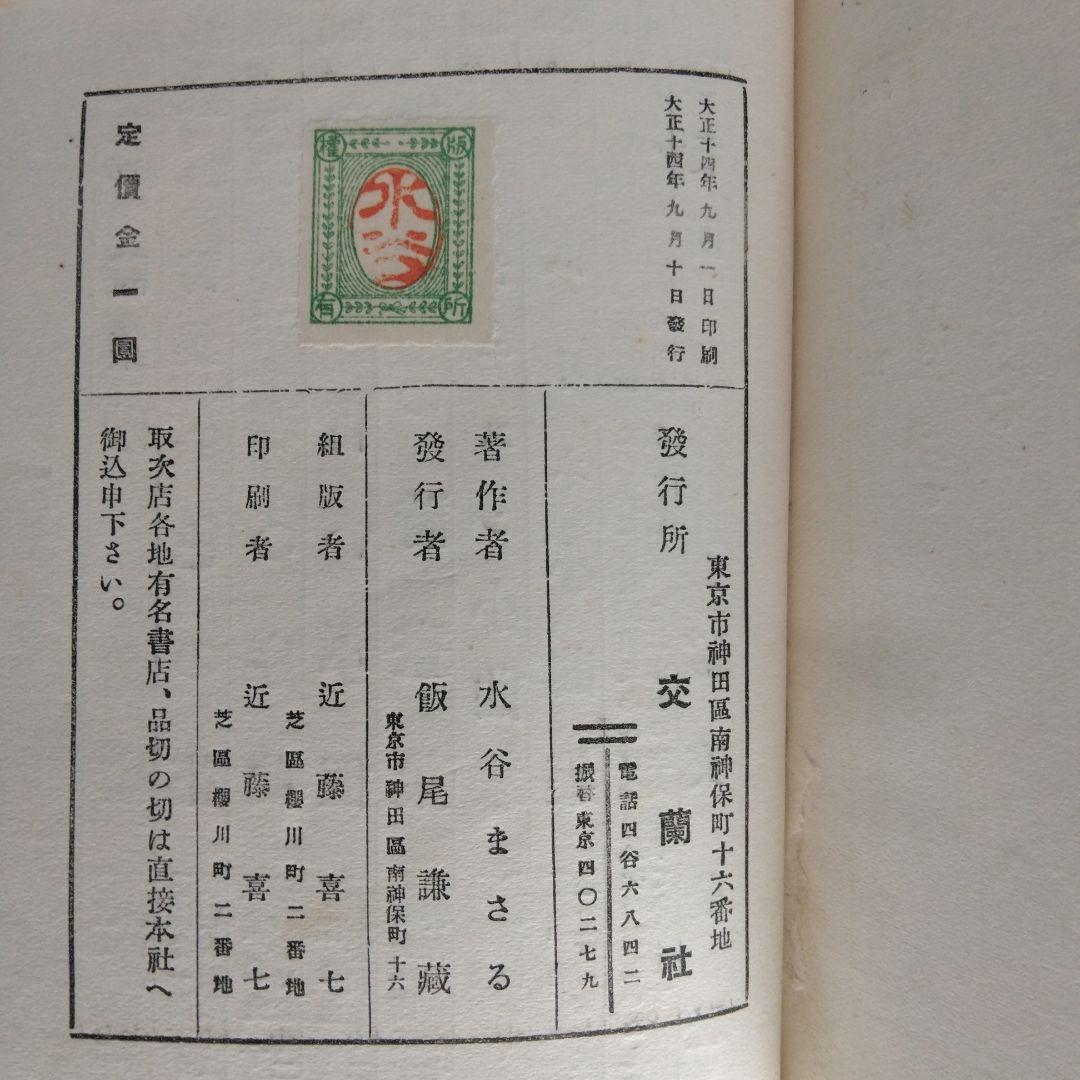 大正十四年九月一日印刷
大正十四年九月十日發行
版權所有
水谷
定價金一圓
東京市神田區南神保町十六番地
發行所 交蘭社
電話四谷六八四二
振替東京四〇二七九
著作者 水谷まさる
發行者 飯尾謙藏
東京市神田區南神保町十六
組版者 近藤喜七
芝區櫻川町二番地
印刷者 近藤喜七
芝區櫻川町二番地
取次店各地有名書店、品切の切は直接本社へ
御込申下さい。